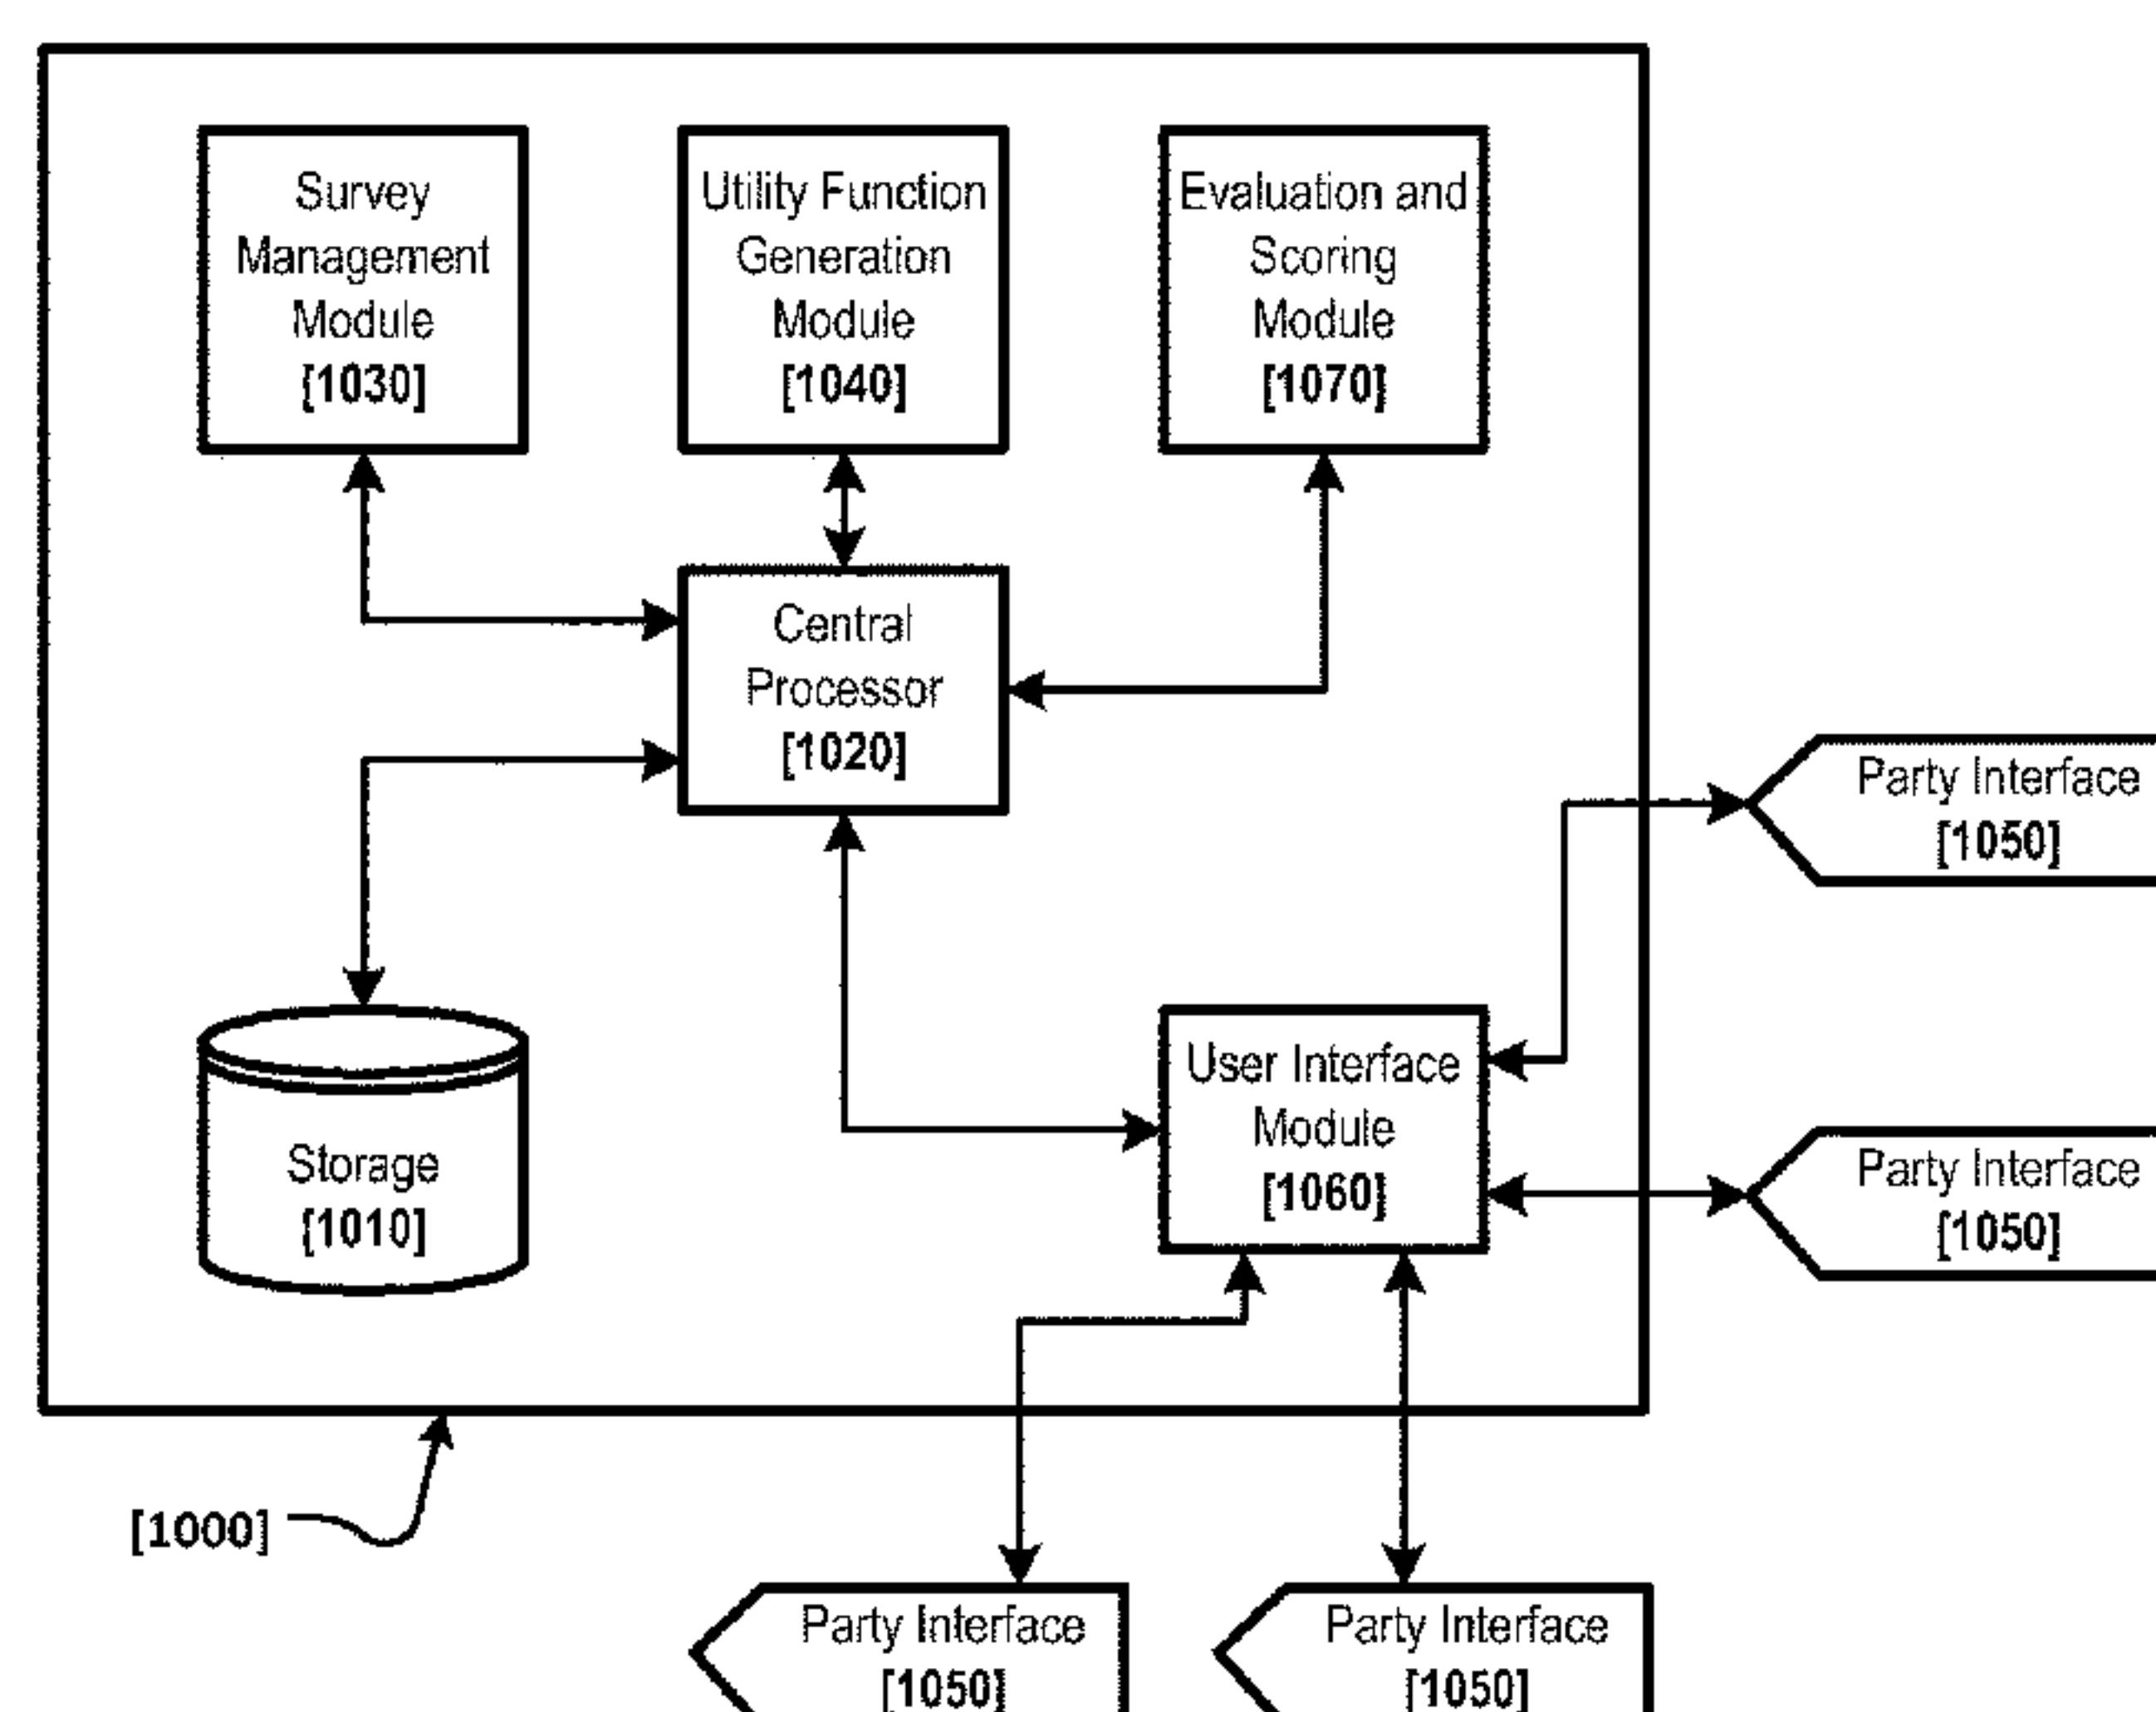 Survey
Management
Module
[1030]
Utility Function
Generation
Module
[1040]
Evaluation and
Scoring
Module
[1070]
Central
Processor
[1020]
Party Interface
[1050]
Storage
[1010]
User Interface
Module
[1060]
Party Interface
[1050]
[1000]
Party Interface
[1050]
Party Interface
[1050]